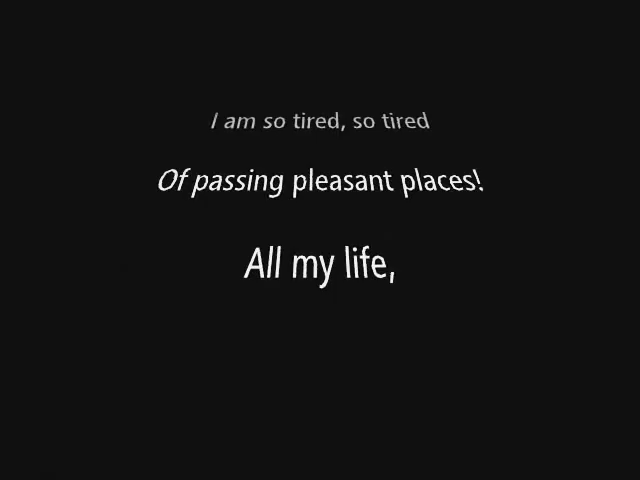 I am so tired, so tired
Of passing pleasant places!
All my life,